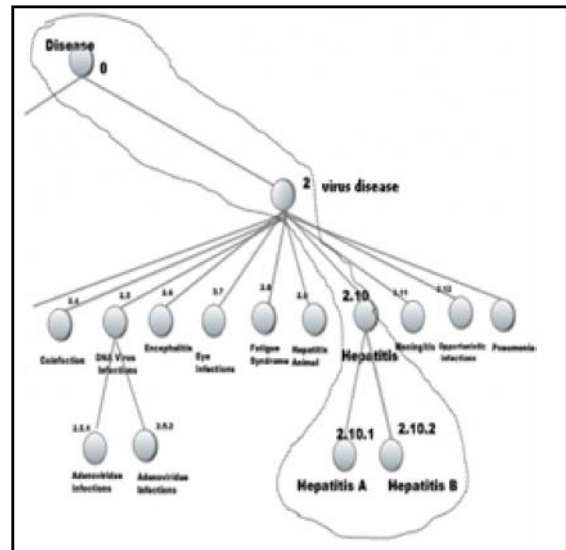 Disease
0
2 virus disease
2.4
2.5
2.6
2.7
2.8
2.9
2.10
2.11
2.12
Coinfection
DNA Virus
Infections
Encephalitis
Eye
Infections
Fatigue
Syndrome
Hepatitis
Animal
Hepatitis
Meningitis
Opportunistic
Infections
Pneumonia
2.5.1
2.5.2
Adenoviridae
Infections
Adenoviridae
Infections
2.10.1
2.10.2
Hepatitis A
Hepatitis B